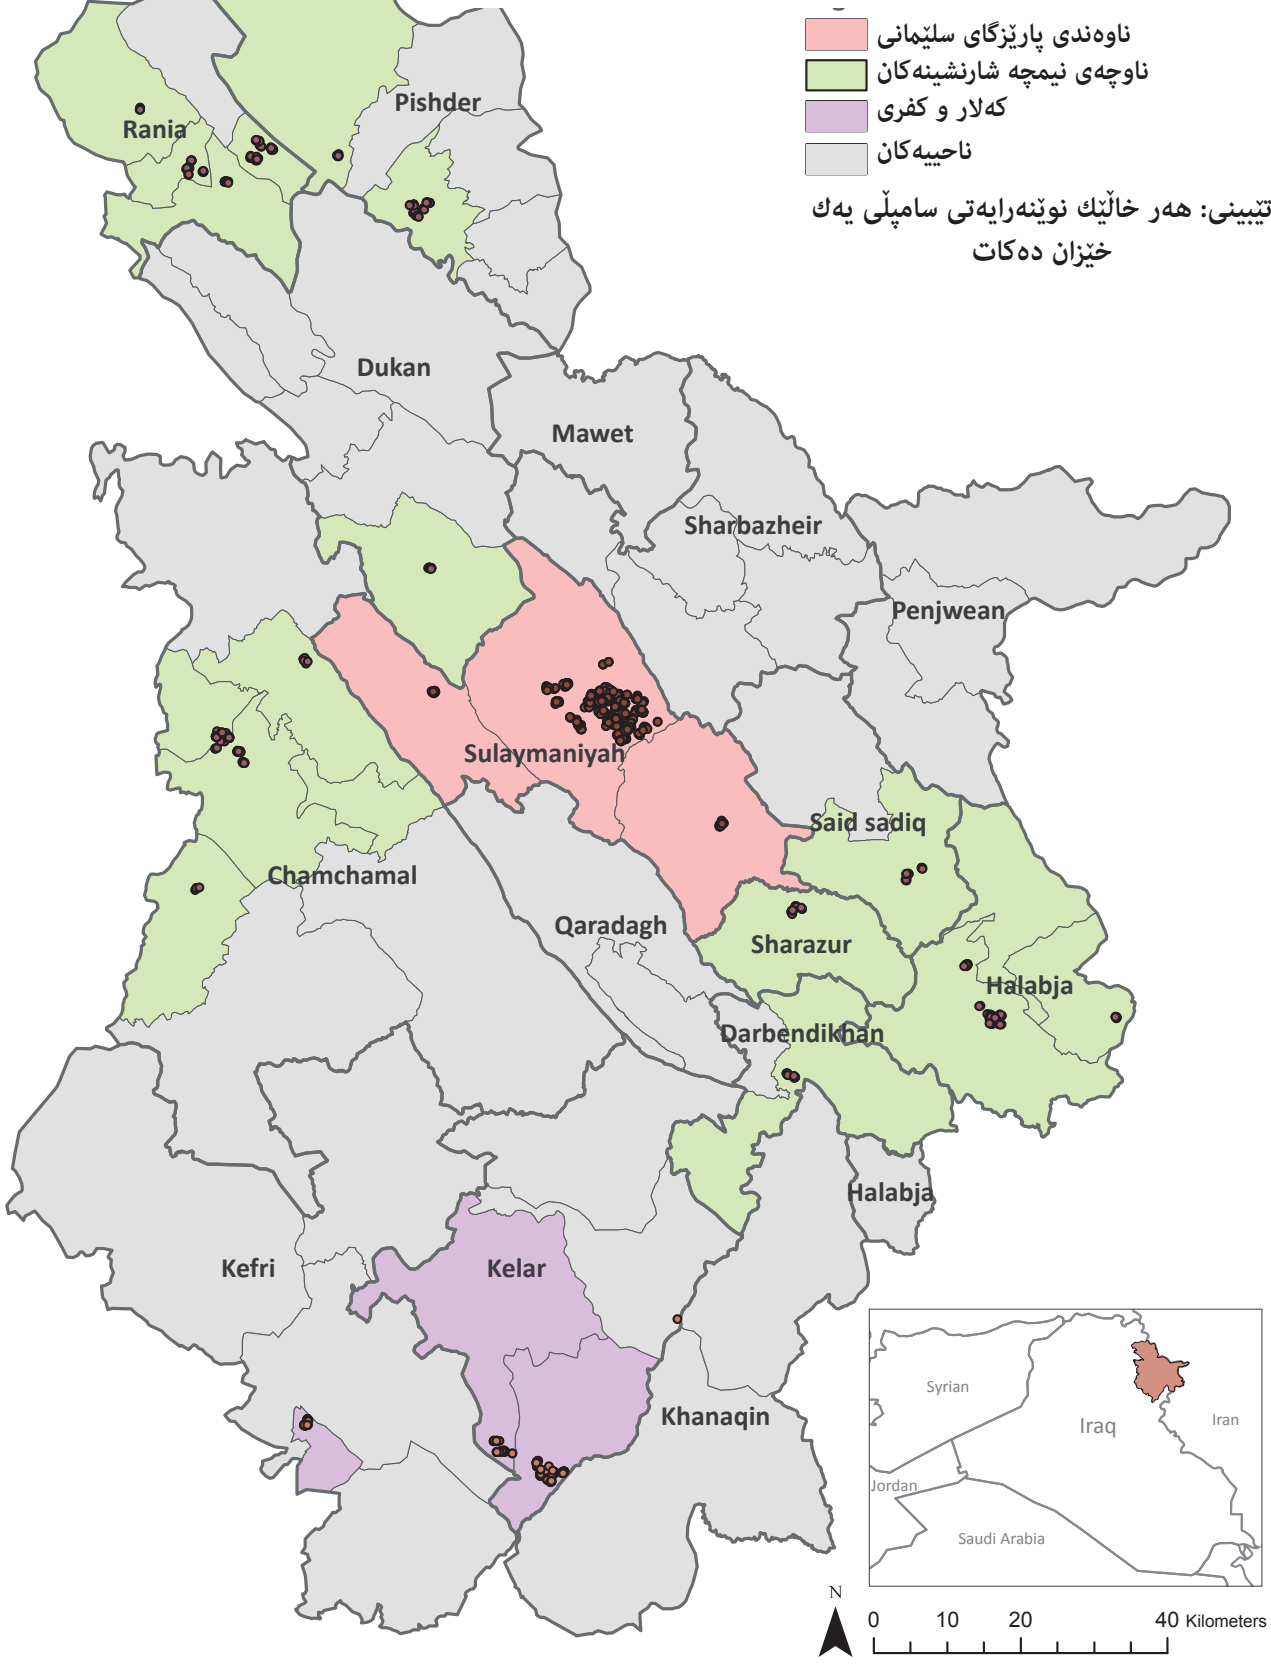 ناوەندی پارێزگای سلێمانی
ناوچەی نیمچە شارنشینەکان
کەلار و کفری
ناحییەکان
تێبینی: هەر خاڵێك نوێنەرایەتی سامپڵی یەك
خێزان دەکات
Pishder
Rania
Dukan
Mawet
Sharbazheir
Penjwean
Sulaymaniyah
Said sadiq
Chamchamal
Qaradagh
Sharazur
Halabja
Darbendikhan
Halabja
Kefri
Kelar
Khanaqin
Syrian
Iraq
Iran
Jordan
Saudi Arabia
N
0 10 20 40 Kilometers